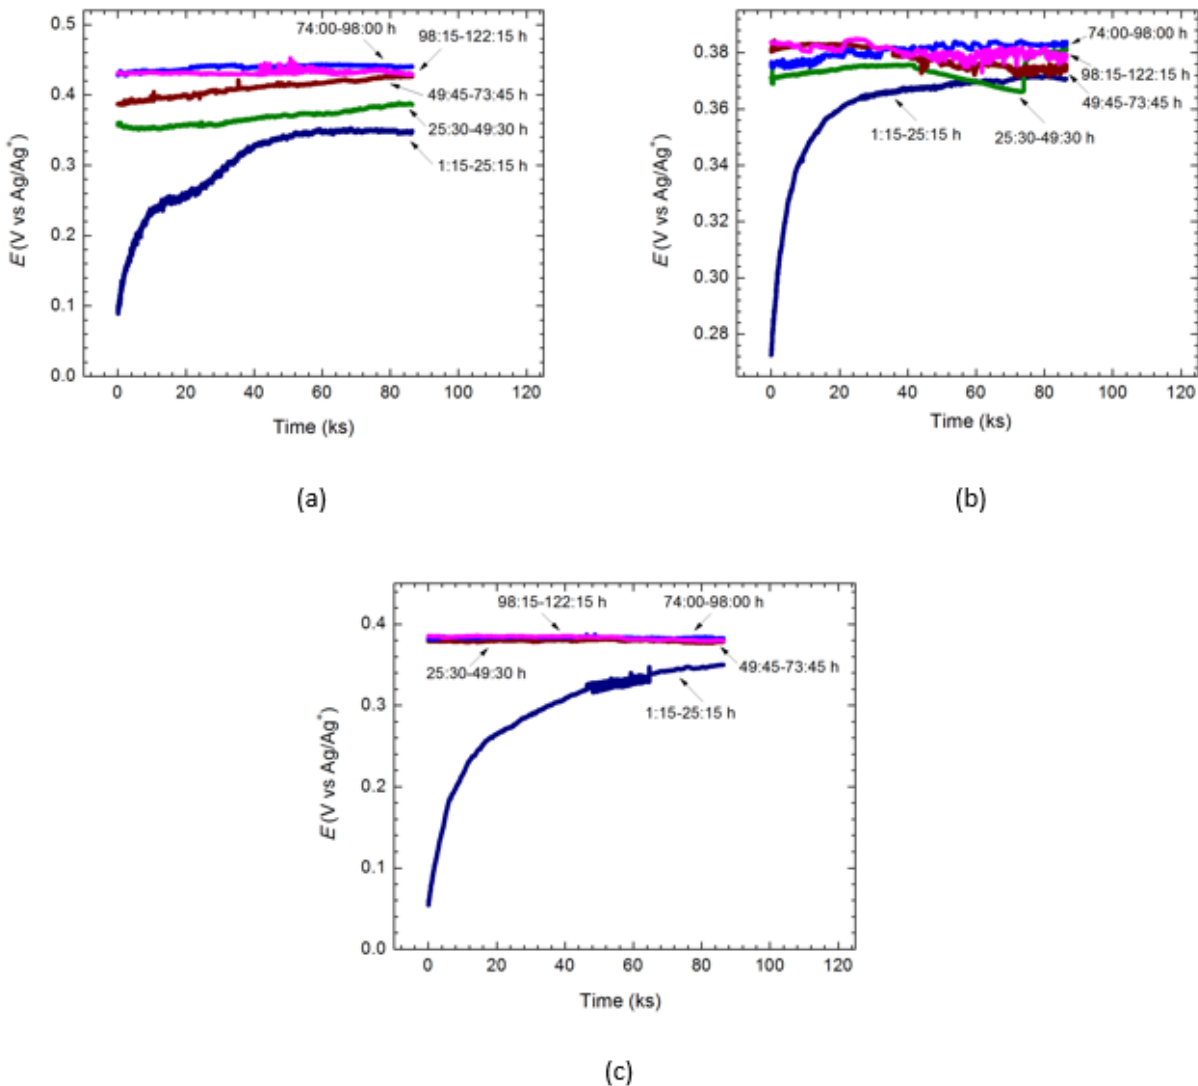 0.5
0.4
0.3
0.2
0.1
0.0
E (V vs Ag/Ag+)
74:00-98:00 h
98:15-122:15 h
49:45-73:45 h
25:30-49:30 h
1:15-25:15 h
0 20 40 60 80 100 120
Time (ks)
(a)
0.38
0.36
0.34
0.32
0.30
0.28
E (V vs Ag/Ag+)
74:00-98:00 h
98:15-122:15 h
49:45-73:45 h
1:15-25:15 h
25:30-49:30 h
0 20 40 60 80 100 120
Time (ks)
(b)
0.4
0.3
0.2
0.1
0.0
E (V vs Ag/Ag+)
98:15-122:15 h 74:00-98:00 h
25:30-49:30 h 49:45-73:45 h
1:15-25:15 h
0 20 40 60 80 100 120
Time (ks)
(c)